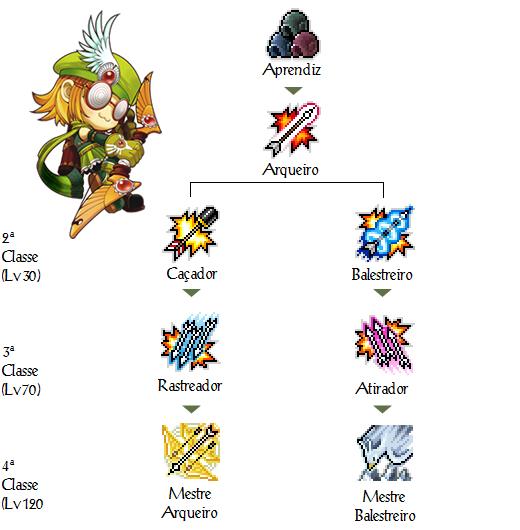 Aprendiz
Arqueiro
2ª
Classe
(Lv30)
Caçador
Balestreiro
3ª
Classe
(Lv70)
Rastreador
Atirador
4ª
Classe
(Lv120
Mestre
Arqueiro
Mestre
Balestreiro